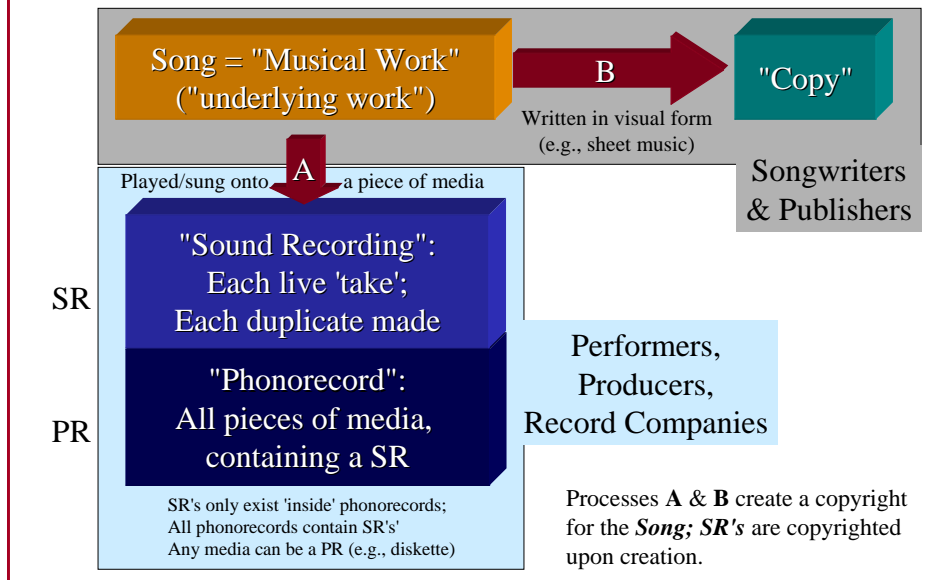 Song = "Musical Work"
("underlying work")
B
"Copy"
Written in visual form
(e.g., sheet music)
Songwriters
& Publishers
Played/sung onto
A
a piece of media
"Sound Recording":
Each live 'take';
Each duplicate made
SR
"Phonorecord":
All pieces of media,
containing a SR
PR
Performers,
Producers,
Record Companies
SR's only exist 'inside' phonorecords;
All phonorecords contain SR's'
Any media can be a PR (e.g., diskette)
Processes A & B create a copyright
for the Song; SR's are copyrighted
upon creation.